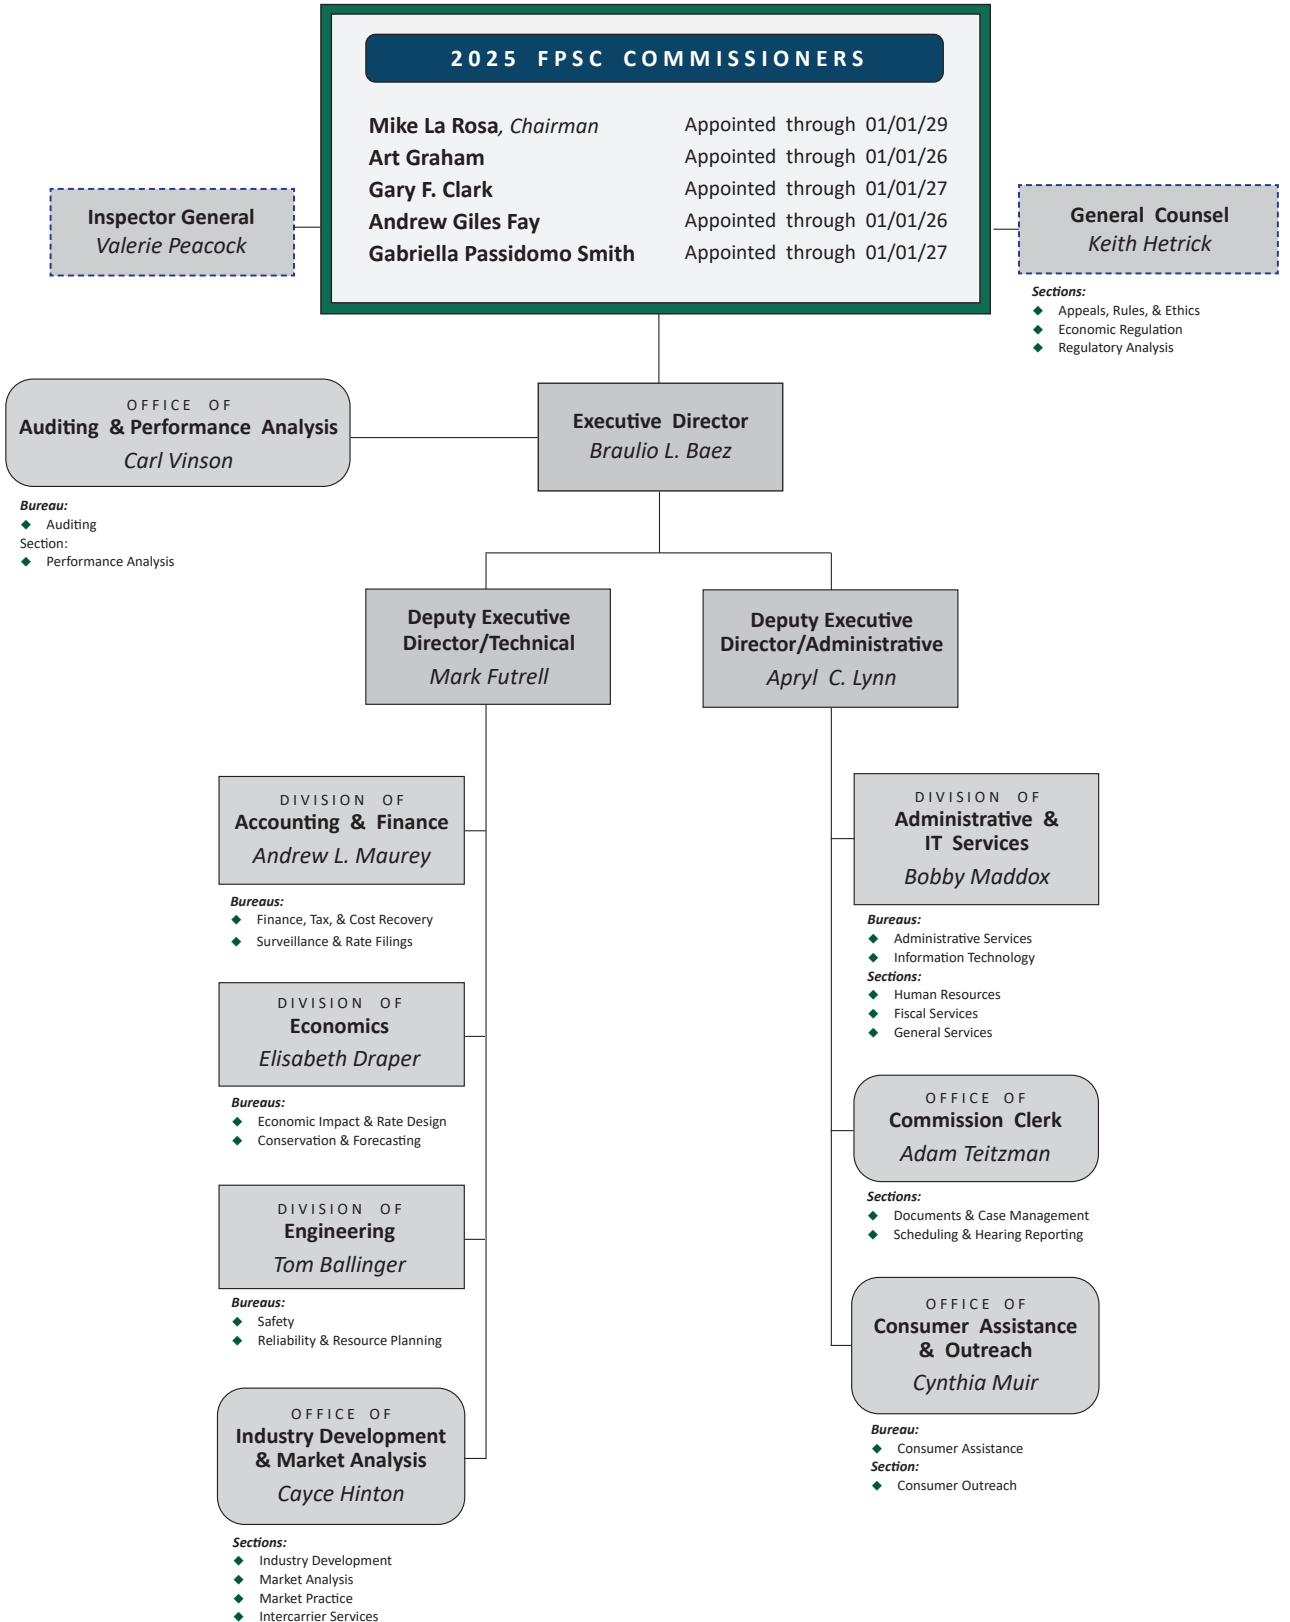 2025 FPSC COMMISSIONERS
Mike La Rosa, Chairman Appointed through 01/01/29
Art Graham Appointed through 01/01/26
Gary F. Clark Appointed through 01/01/27
Andrew Giles Fay Appointed through 01/01/26
Gabriella Passidomo Smith Appointed through 01/01/27
Inspector General
Valerie Peacock
General Counsel
Keith Hetrick
Sections:
Appeals, Rules, & Ethics
Economic Regulation
Regulatory Analysis
OFFICE OF
Auditing & Performance Analysis
Carl Vinson
Bureau:
Auditing
Section:
Performance Analysis
Executive Director
Braulio L. Baez
Deputy Executive
Director/Technical
Mark Futrell
Deputy Executive
Director/Administrative
Apryl C. Lynn
DIVISION OF
Accounting & Finance
Andrew L. Maurey
Bureaus:
Finance, Tax, & Cost Recovery
Surveillance & Rate Filings
DIVISION OF
Economics
Elisabeth Draper
Bureaus:
Economic Impact & Rate Design
Conservation & Forecasting
DIVISION OF
Engineering
Tom Ballinger
Bureaus:
Safety
Reliability & Resource Planning
OFFICE OF
Industry Development
& Market Analysis
Cayce Hinton
Sections:
Industry Development
Market Analysis
Market Practice
Intercarrier Services
DIVISION OF
Administrative &
IT Services
Bobby Maddox
Bureaus:
Administrative Services
Information Technology
Sections:
Human Resources
Fiscal Services
General Services
OFFICE OF
Commission Clerk
Adam Teitzman
Sections:
Documents & Case Management
Scheduling & Hearing Reporting
OFFICE OF
Consumer Assistance
& Outreach
Cynthia Muir
Bureau:
Consumer Assistance
Section:
Consumer Outreach